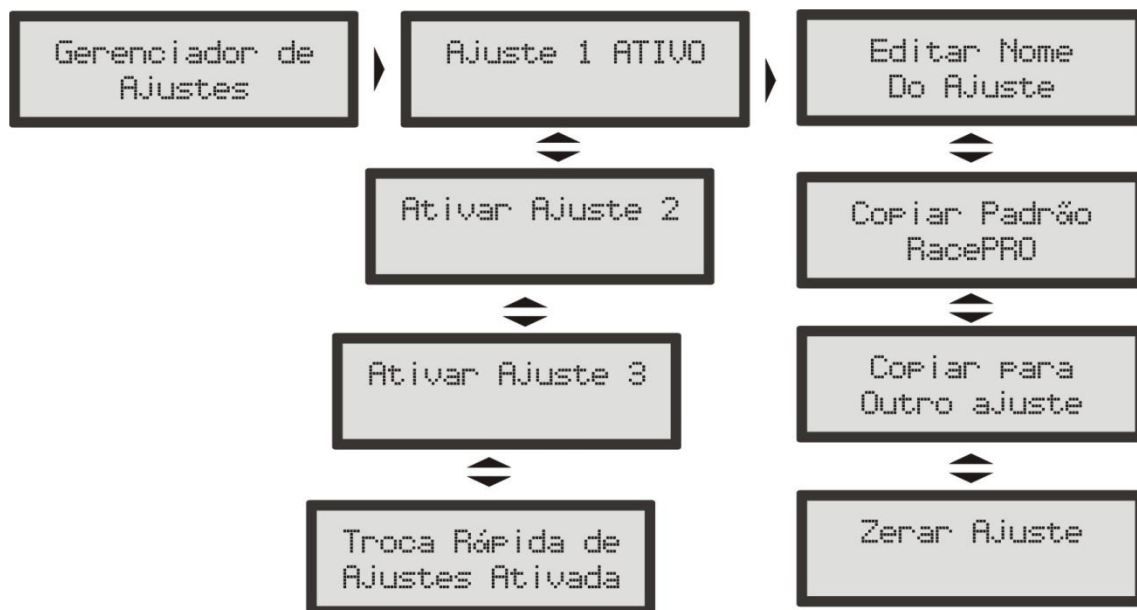 Gerenciador de
Ajustes
Ajuste 1 ATIVO
Editar Nome
Do Ajuste
Ativar Ajuste 2
Copiar Padrão
RacePRO
Ativar Ajuste 3
Copiar para
Outro ajuste
Troca Rápida de
Ajustes Ativada
Zerar Ajuste